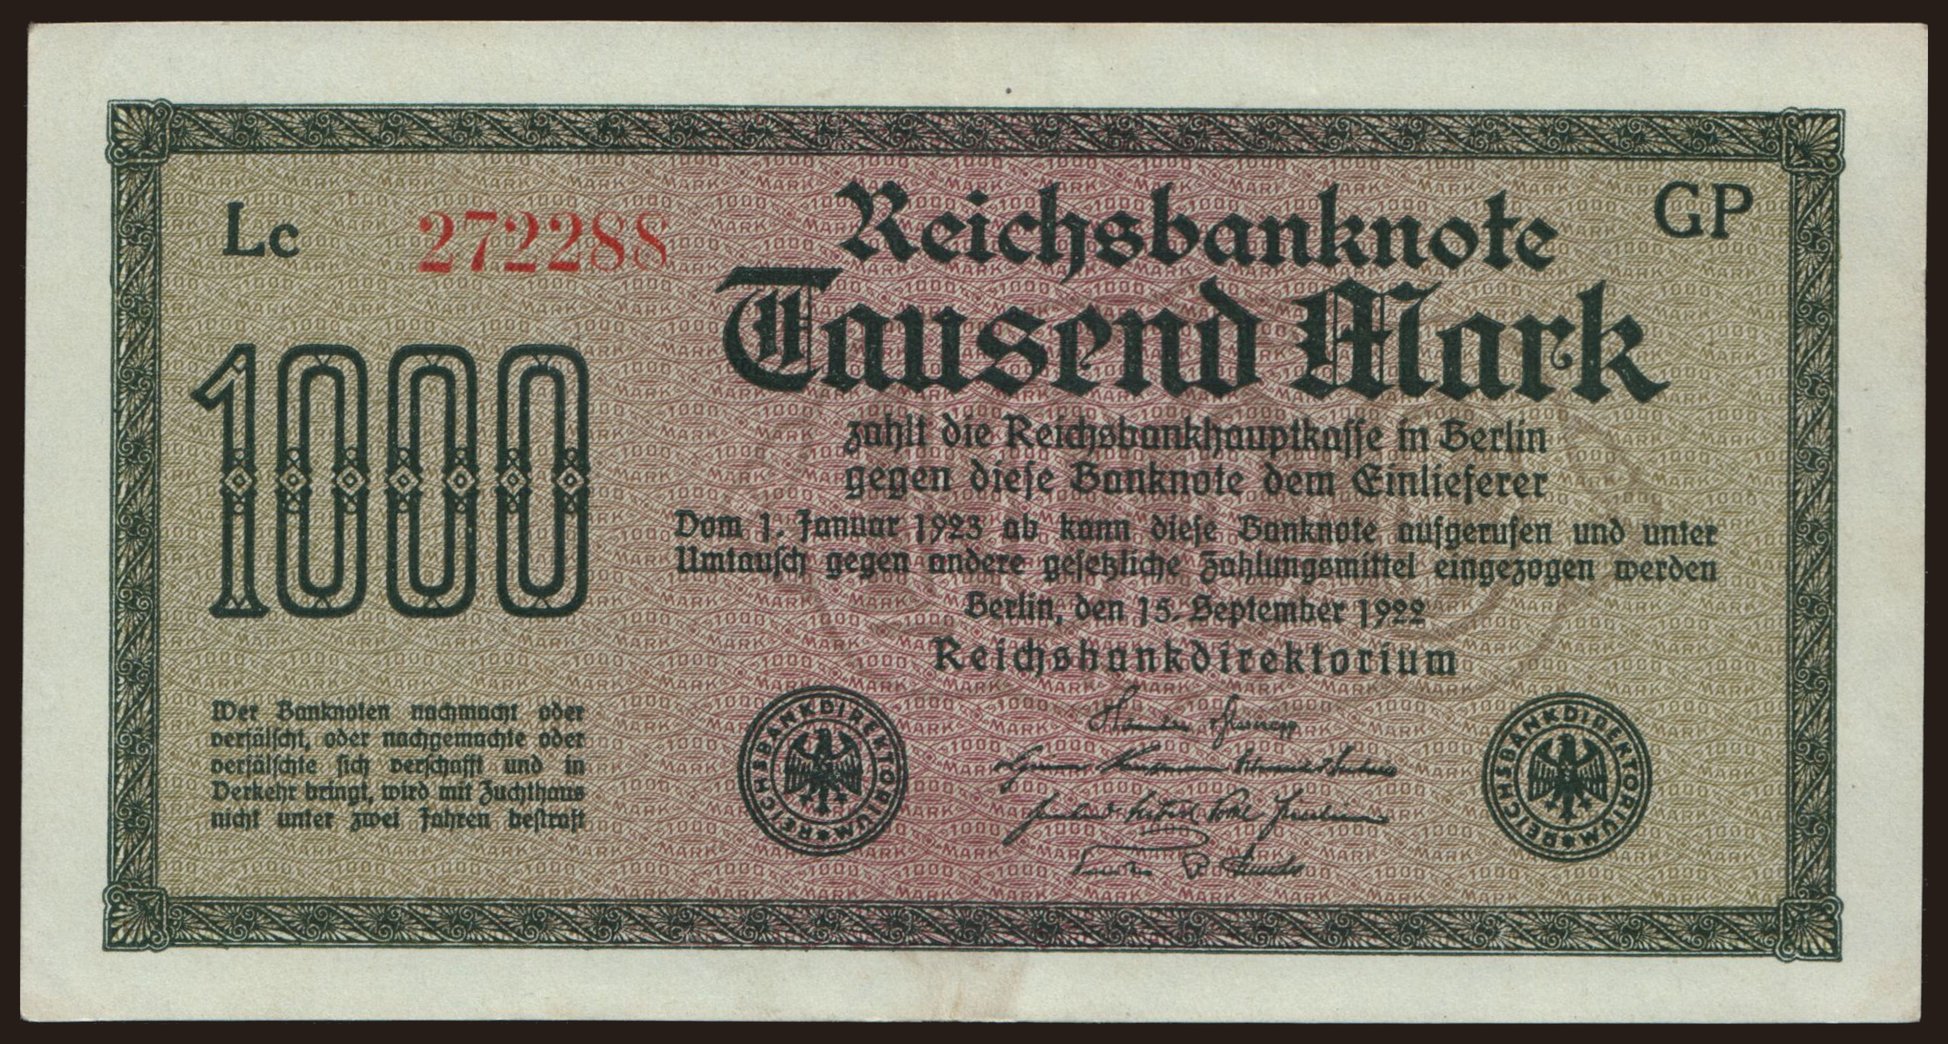 Lc 272288
Reichsbanknote
GP
Tausend Mark
1000
zahlt die Reichsbankhauptkasse in Berlin
gegen diese Banknote dem Einlieferer
Vom 1. Januar 1923 ab kann diese Banknote aufgerufen und unter
Umtausch gegen andere gesetzliche Zahlungsmittel eingezogen werden
Berlin, den 15. September 1922
Reichsbankdirektorium
Wer Banknoten nachmacht oder
verfälscht, oder nachgemachte oder
verfälschte sich verschafft und in
Verkehr bringt, wird mit Zuchthaus
nicht unter zwei Jahren bestraft
REICHSBANKDIREKTORIUM
REICHSBANKDIREKTORIUM